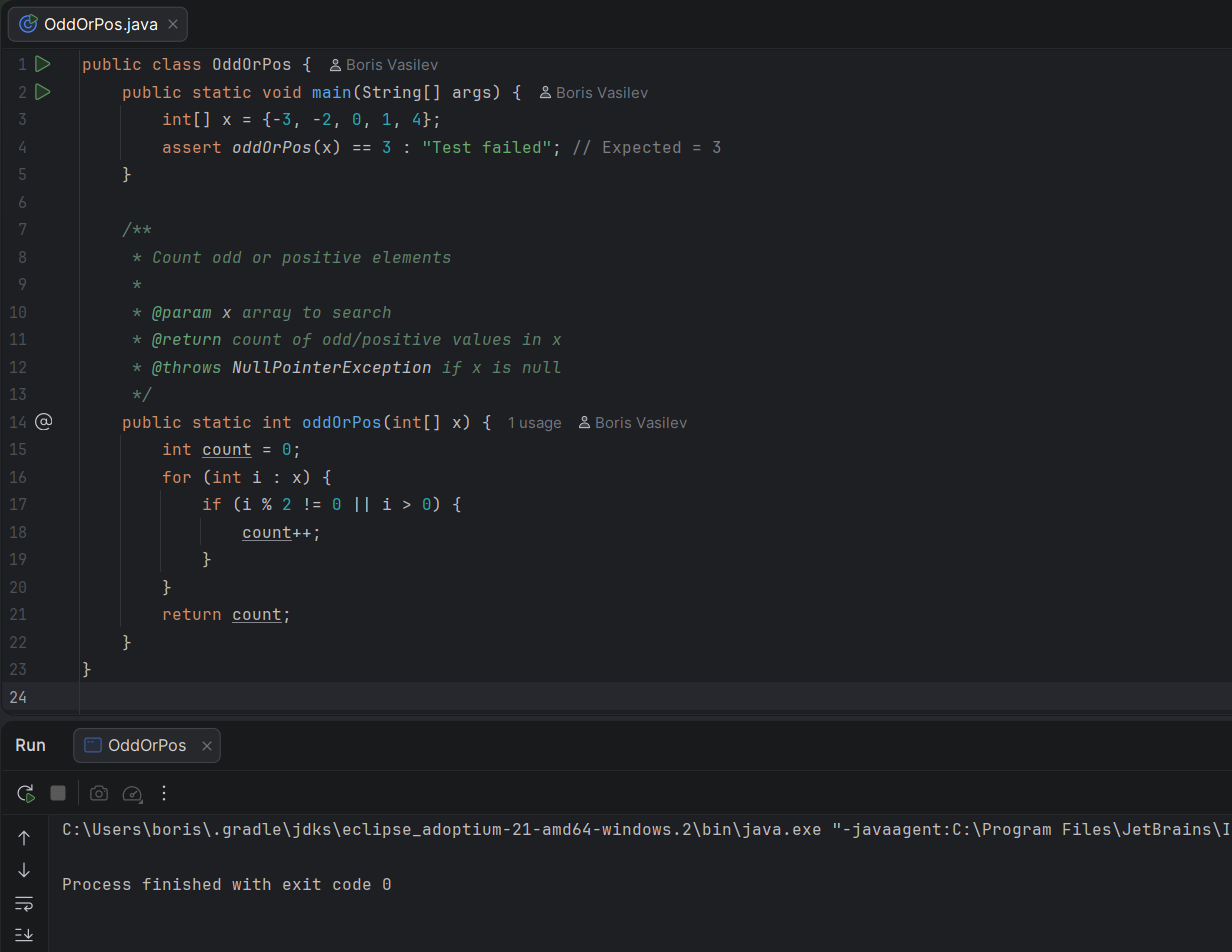 OddOrPos.java
1 public class OddOrPos { Boris Vasilev
2     public static void main(String[] args) { Boris Vasilev
3         int[] x = {-3, -2, 0, 1, 4};
4         assert oddOrPos(x) == 3 : "Test failed"; // Expected = 3
5     }
6
7     /**
8      * Count odd or positive elements
9      *
10      * @param x array to search
11      * @return count of odd/positive values in x
12      * @throws NullPointerException if x is null
13      */
14     public static int oddOrPos(int[] x) { 1 usage Boris Vasilev
15         int count = 0;
16         for (int i : x) {
17             if (i % 2 != 0 || i > 0) {
18                 count++;
19             }
20         }
21         return count;
22     }
23 }
24
Run OddOrPos
C:\Users\boris\.gradle\jdks\eclipse_adoptium-21-amd64-windows.2\bin\java.exe "-javaagent:C:\Program Files\JetBrains\I
Process finished with exit code 0